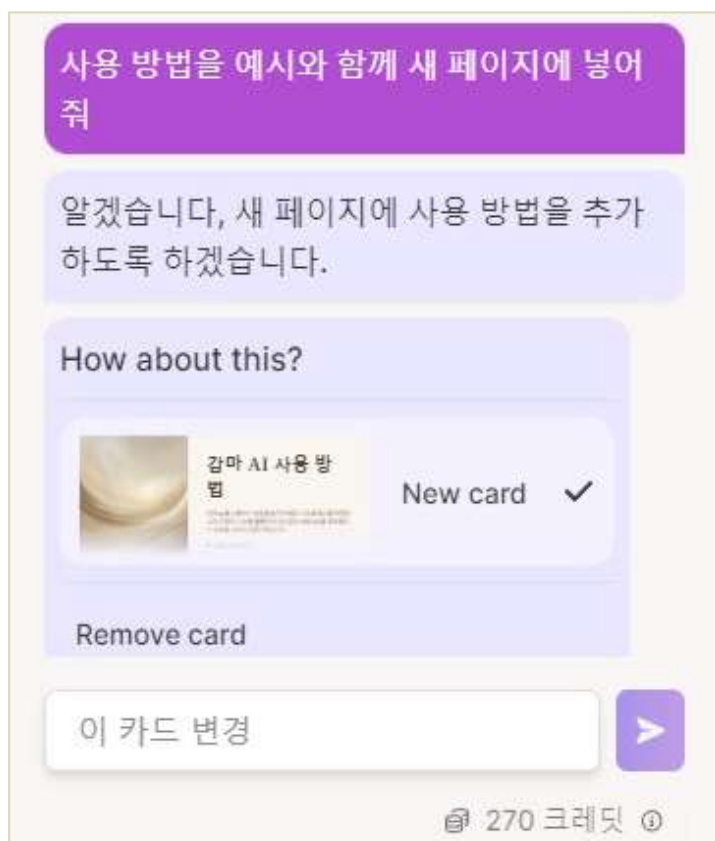 사용 방법을 예시와 함께 새 페이지에 넣어
줘
알겠습니다, 새 페이지에 사용 방법을 추가
하도록 하겠습니다.
How about this?
감마 AI 사용 방
법
New card
Remove card
이 카드 변경
270 크레딧